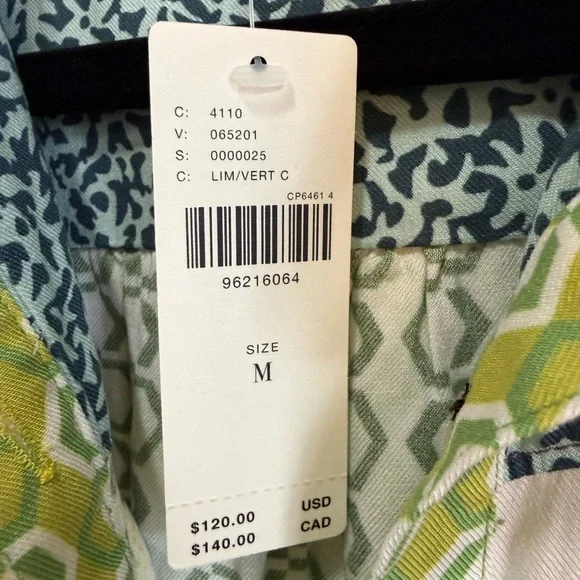 C: 4110
V: 065201
S: 0000025
C: LIM/VERT C
CP6461 4
96216064
SIZE
M
$120.00 USD
$140.00 CAD